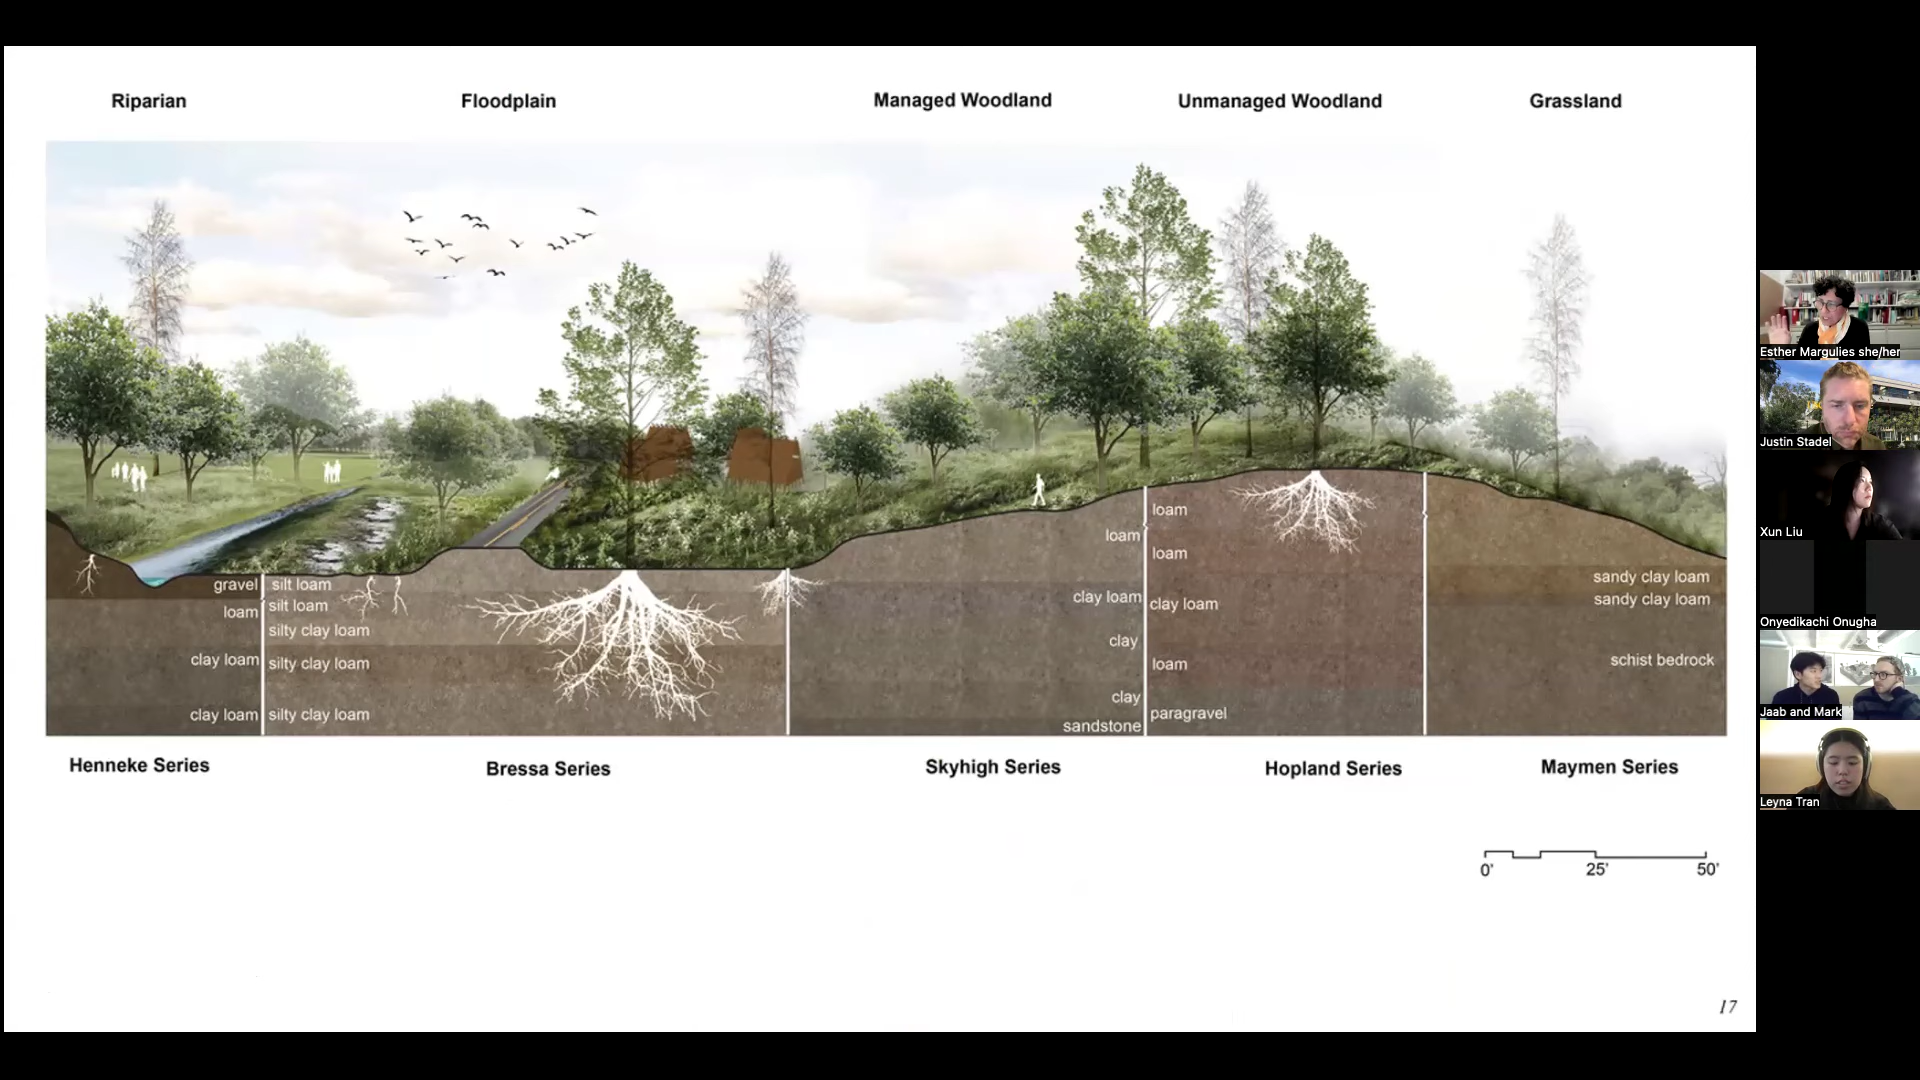 Riparian
Floodplain
Managed Woodland
Unmanaged Woodland
Grassland
gravel
loam
clay loam
clay loam
silt loam
silt loam
silty clay loam
silty clay loam
silty clay loam
loam
clay loam
clay
clay
sandstone
loam
loam
clay loam
loam
paragravel
sandy clay loam
sandy clay loam
schist bedrock
Henneke Series
Bressa Series
Skyhigh Series
Hopland Series
Maymen Series
0'
25'
50'
17
Esther Margulies she/her
Justin Stadel
Xun Liu
Onyedikachi Onugha
Jaab and Mark
Leyna Tran